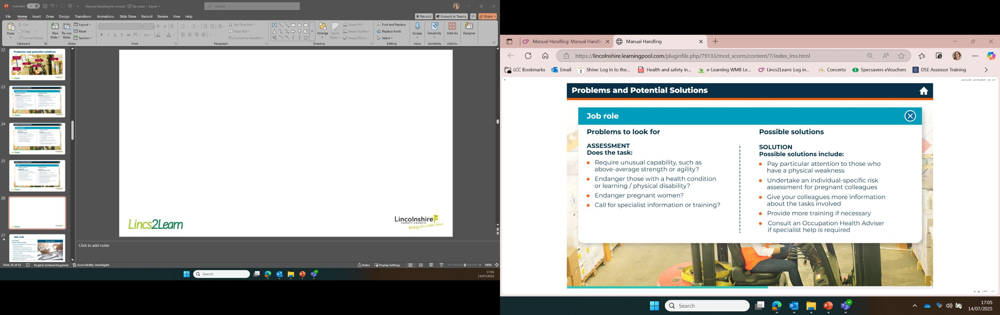 AutoSave
Manual Handling for schools
No Label • Saved
Search
File
Home
Insert
Draw
Design
Transitions
Animations
Slide Show
Record
Review
View
Help
Record
Present in Teams
Share
Paste
Cut
Copy
Format Painter
Clipboard
New
Slide
Re-use
Slides
Layout
Reset
Section
Slides
Font
Text Direction
Align Text
Convert to SmartArt
Paragraph
Arrange
Quick
Styles
Shape Fill
Shape Outline
Shape Effects
Drawing
Find and Replace
Replace Fonts
Select
Editing
Dictate
Voice
Sensitivity
Sensitivity
Add-ins
Add-ins
Designer
22
Problems and potential solutions
23
24
25
26
27
Job role
Lincs2Learn
Lincolnshire
COUNTY COUNCIL
Working for a better future
Click to add notes
Slide 26 of 62
English (United Kingdom)
Accessibility: Investigate
Notes
Display Settings
100%
Search
17:05
14/07/2025
Manual Handling: Manual Handlin
Manual Handling
https://lincolnshire.learningpool.com/pluginfile.php/79133/mod_scorm/content/7/index_lms.html
LCC Bookmarks
Email
Shine: Log in to the...
Health and safety in...
e-Learning WMB Le...
Lincs2Learn: Log in...
Concerto
Specsavers eVouchers
DSE Assessor Training
Problems and Potential Solutions
Job role
Problems to look for
ASSESSMENT
Does the task:
Require unusual capability, such as
above-average strength or agility?
Endanger those with a health condition
or learning / physical disability?
Endanger pregnant women?
Call for specialist information or training?
Possible solutions
SOLUTION
Possible solutions include:
Pay particular attention to those who
have a physical weakness
Undertake an individual-specific risk
assessment for pregnant colleagues
Give your colleagues more information
about the tasks involved
Provide more training if necessary
Consult an Occupation Health Adviser
if specialist help is required
Search
17:05
14/07/2025